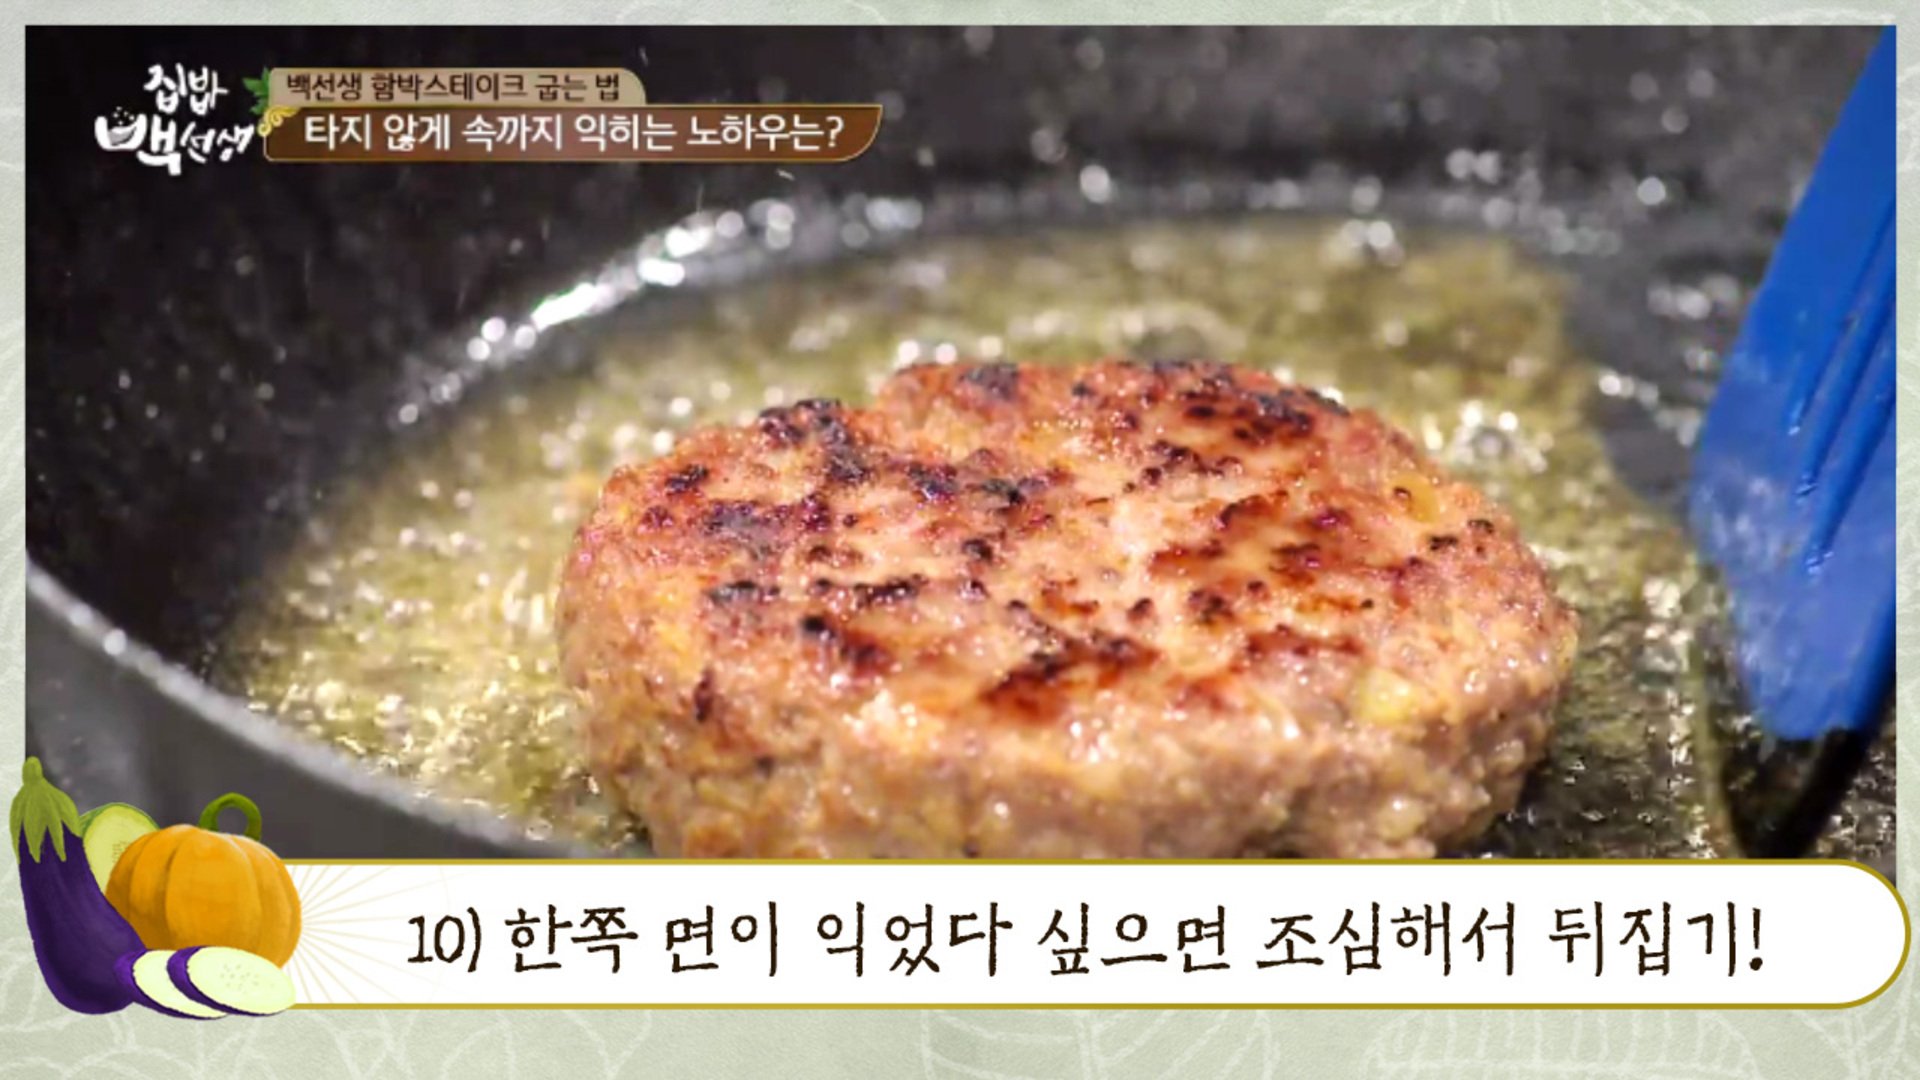 집밥
백선생
백선생 함박스테이크 굽는 법
타지 않게 속까지 익히는 노하우는?
10) 한쪽 면이 익었다 싶으면 조심해서 뒤집기!